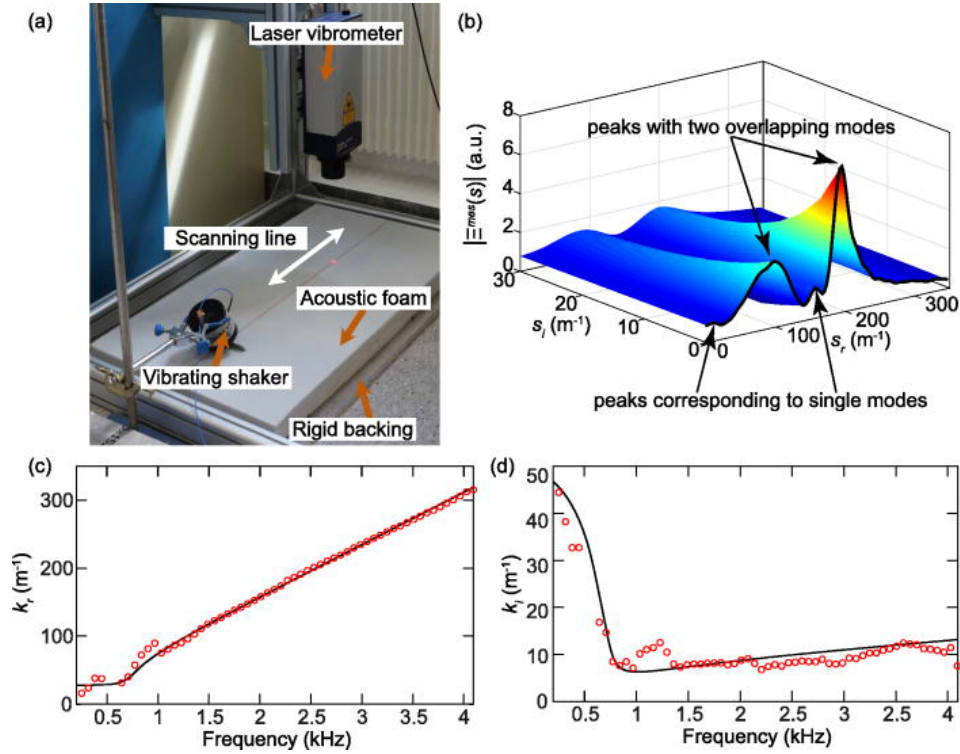 (a)
Laser vibrometer
Scanning line
Acoustic foam
Vibrating shaker
Rigid backing
(b)
8
6
4
2
0
|Ξᵐᵉˢ(s)| (a.u.)
peaks with two overlapping modes
30
20
10
0
sᵢ (m⁻¹)
0
100
200
300
sᵣ (m⁻¹)
peaks corresponding to single modes
(c)
300
200
100
0
kᵣ (m⁻¹)
0.5 1 1.5 2 2.5 3 3.5 4
Frequency (kHz)
(d)
50
40
30
20
10
0
kᵢ (m⁻¹)
0.5 1 1.5 2 2.5 3 3.5 4
Frequency (kHz)